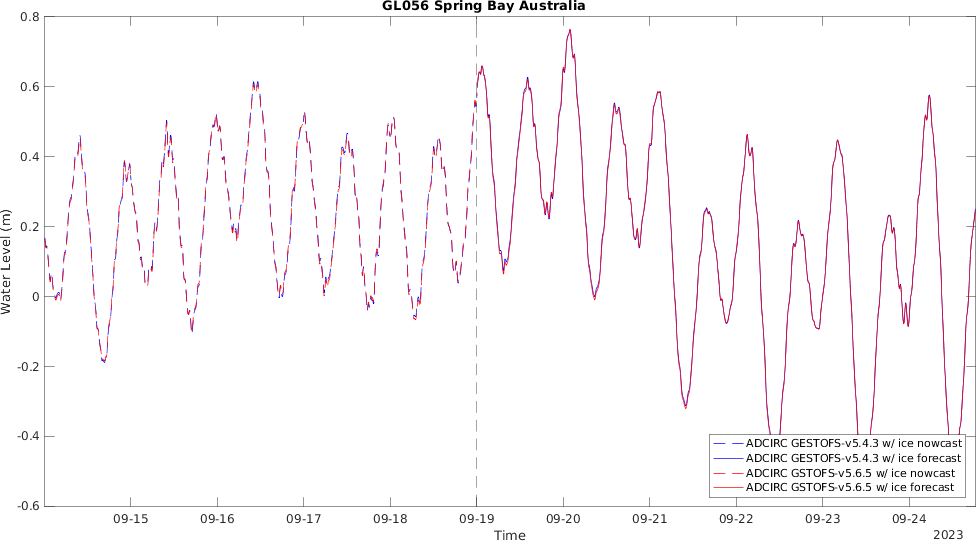 GL056 Spring Bay Australia
0.8
0.6
0.4
0.2
0
-0.2
-0.4
-0.6
Water Level (m)
ADCIRC GESTOFS-v5.4.3 w/ ice nowcast
ADCIRC GESTOFS-v5.4.3 w/ ice forecast
ADCIRC GSTOFS-v5.6.5 w/ ice nowcast
ADCIRC GSTOFS-v5.6.5 w/ ice forecast
09-15 09-16 09-17 09-18 09-19 09-20 09-21 09-22 09-23 09-24
Time
2023